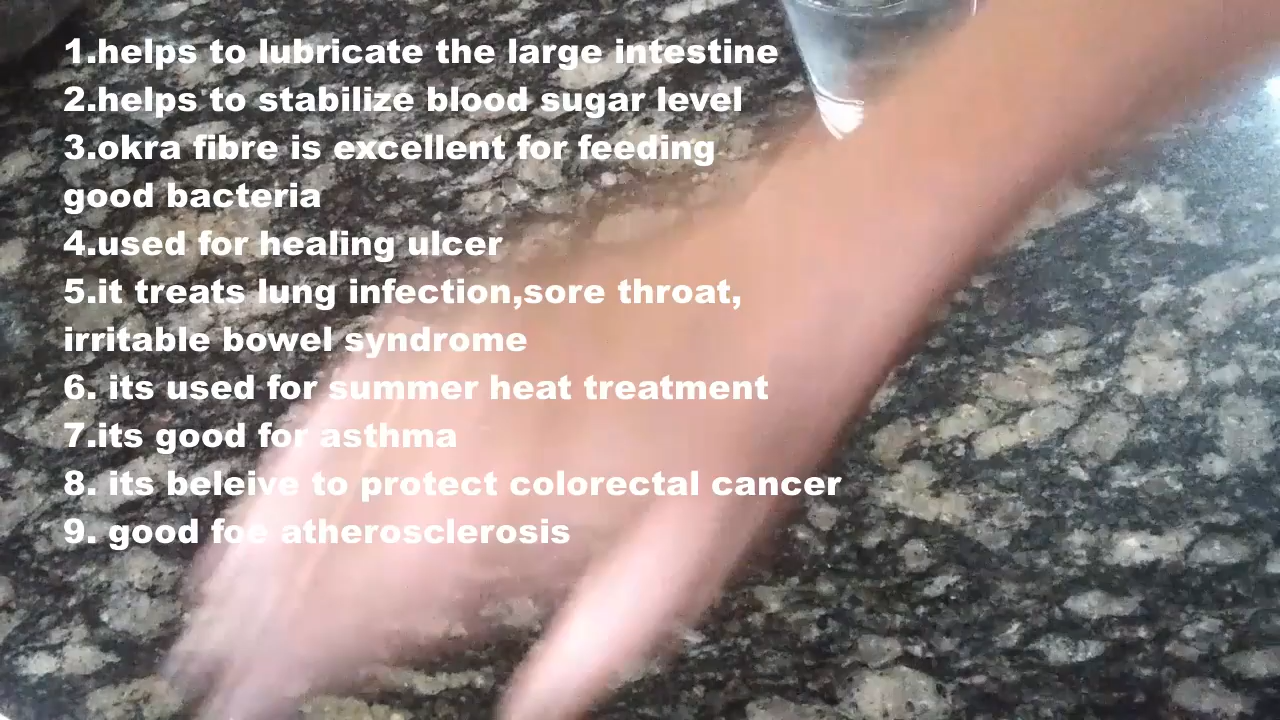 1.helps to lubricate the large intestine
2.helps to stabilize blood sugar level
3.okra fibre is excellent for feeding
good bacteria
4.used for healing ulcer
5.it treats lung infection,sore throat,
irritable bowel syndrome
6. its used for summer heat treatment
7.its good for asthma
8. its beleive to protect colorectal cancer
9. good foe atherosclerosis